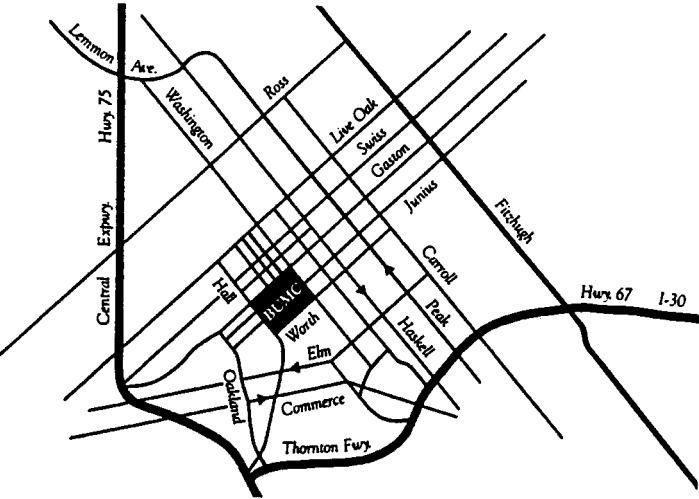 Lemmon Ave.
Hwy. 75
Washington
Ross
Live Oak
Swiss
Gaston
Junius
Fitzhugh
Central Expwy.
Hall
BUMC
Worth
Carroll
Peak
Haskell
Hwy. 67 I-30
Elm
Oakland
Commerce
Thornton Fwy.